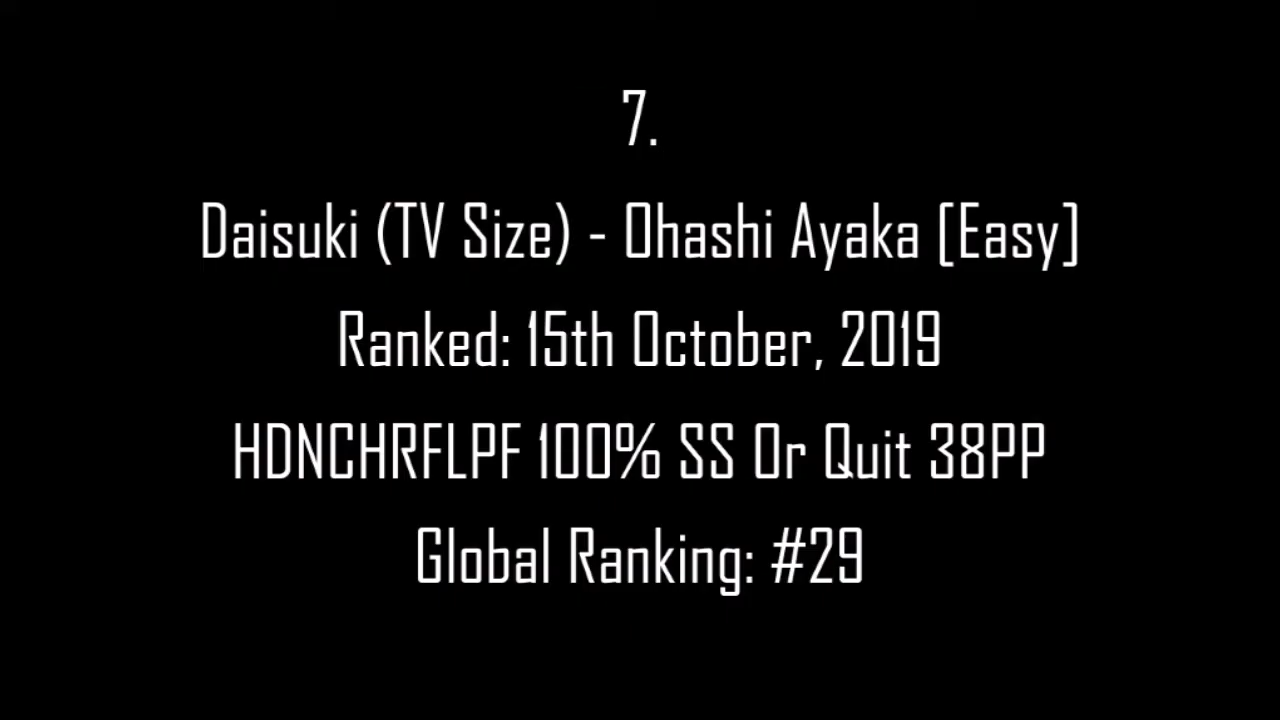 7.
Daisuki (TV Size) - Ohashi Ayaka [Easy]
Ranked: 15th October, 2019
HDNCHRFLPF 100% SS Or Quit 38PP
Global Ranking: #29